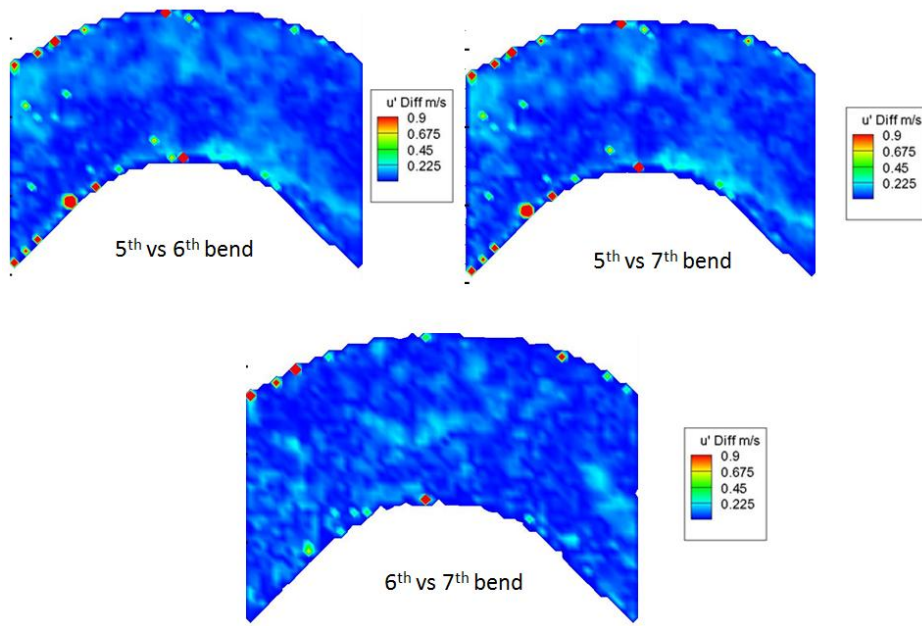 u' Diff m/s
0.9
0.675
0.45
0.225
5th vs 6th bend
u' Diff m/s
0.9
0.675
0.45
0.225
5th vs 7th bend
u' Diff m/s
0.9
0.675
0.45
0.225
6th vs 7th bend